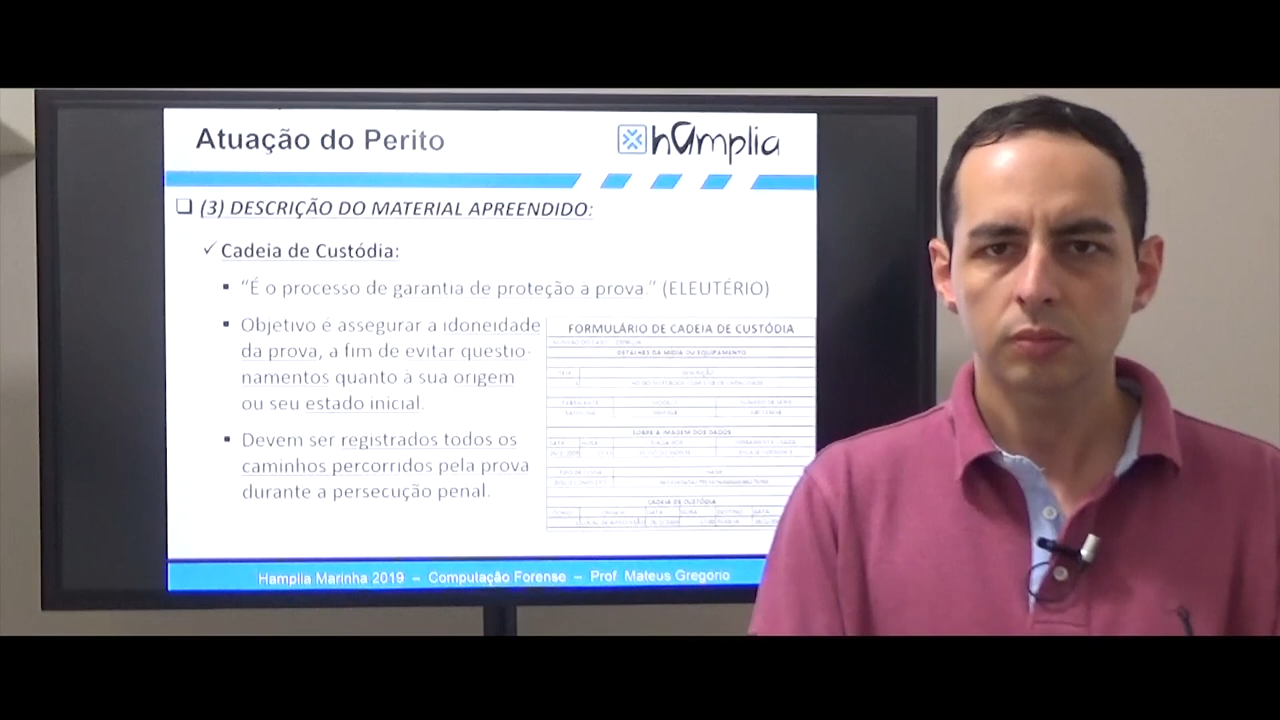 Atuação do Perito
hamplia
(3) DESCRIÇÃO DO MATERIAL APREENDIDO:
Cadeia de Custódia:
“É o processo de garantia de proteção a prova.” (ELEUTÉRIO)
Objetivo é assegurar a idoneidade
da prova, a fim de evitar questio-
namentos quanto à sua origem
ou seu estado inicial.
Devem ser registrados todos os
caminhos percorridos pela prova
durante a persecução penal.
FORMULÁRIO DE CADEIA DE CUSTÓDIA
DETALHES DA MÍDIA OU EQUIPAMENTO
SOBRE A IMAGEM DOS DADOS
CADEIA DE CUSTÓDIA
Hamplia Marinha 2019 – Computação Forense – Prof Mateus Gregorio